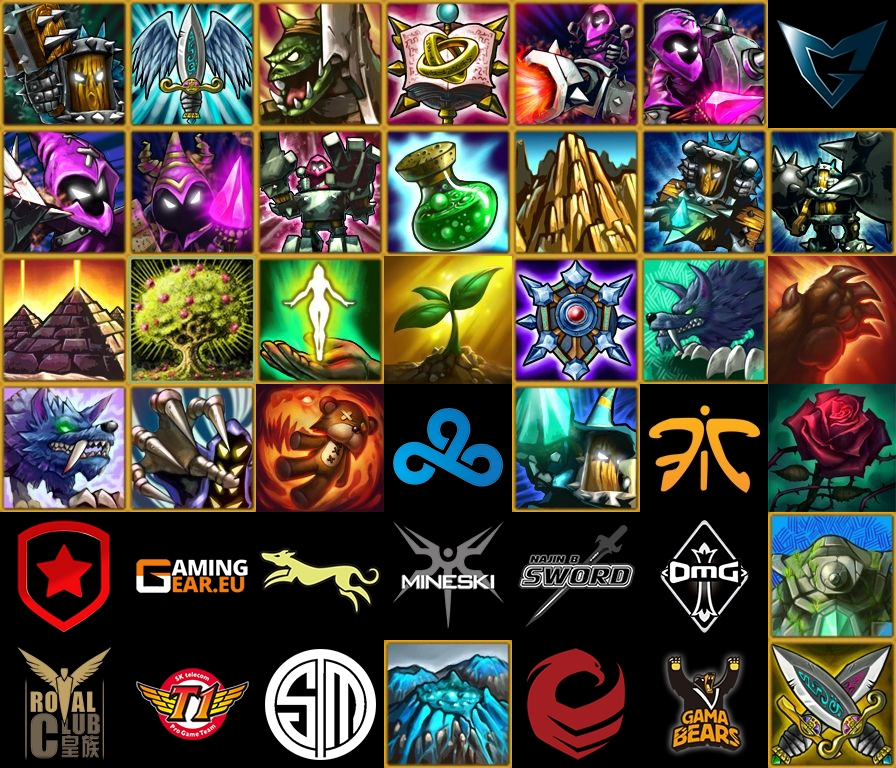 GAMING
GEAR.EU
MINESKI
NAJIN B
SWORD
OMG
ROYAL
CLUB
皇族
SK telecom
T1
Pro Game Team
TSM
GAMA
BEARS